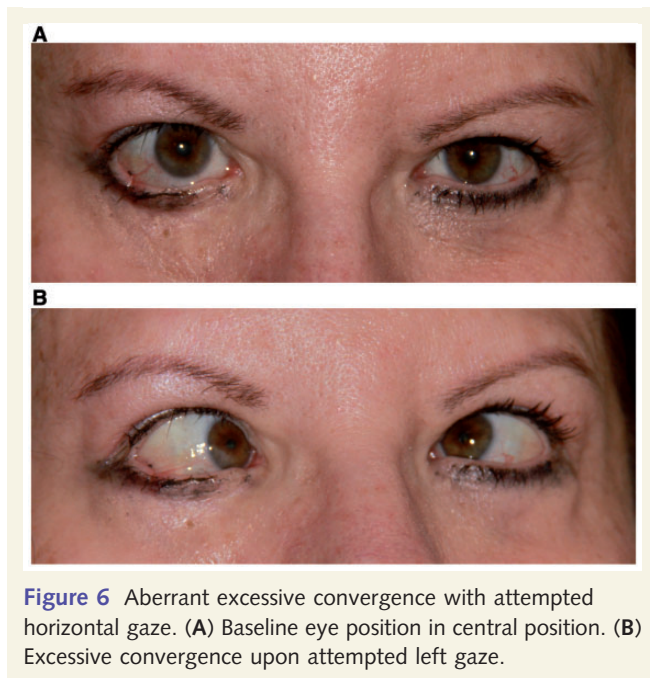 A
B
Figure 6 Aberrant excessive convergence with attempted
horizontal gaze. (A) Baseline eye position in central position. (B)
Excessive convergence upon attempted left gaze.